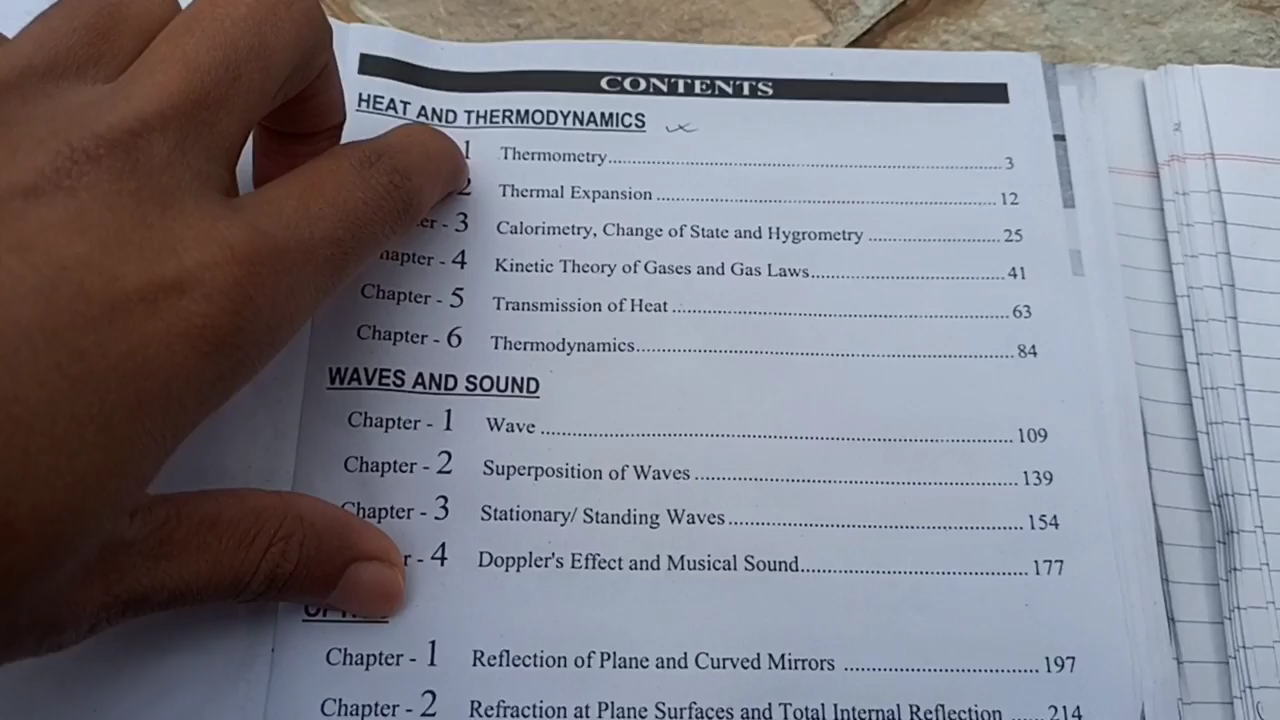 CONTENTS
HEAT AND THERMODYNAMICS
1 Thermometry 3
2 Thermal Expansion 12
3 Calorimetry, Change of State and Hygrometry 25
4 Kinetic Theory of Gases and Gas Laws 41
Chapter - 5 Transmission of Heat 63
Chapter - 6 Thermodynamics 84
WAVES AND SOUND
Chapter - 1 Wave 109
Chapter - 2 Superposition of Waves 139
Chapter - 3 Stationary/ Standing Waves 154
4 Doppler's Effect and Musical Sound 177
Chapter - 1 Reflection of Plane and Curved Mirrors 197
Chapter - 2 Refraction at Plane Surfaces and Total Internal Reflection 214